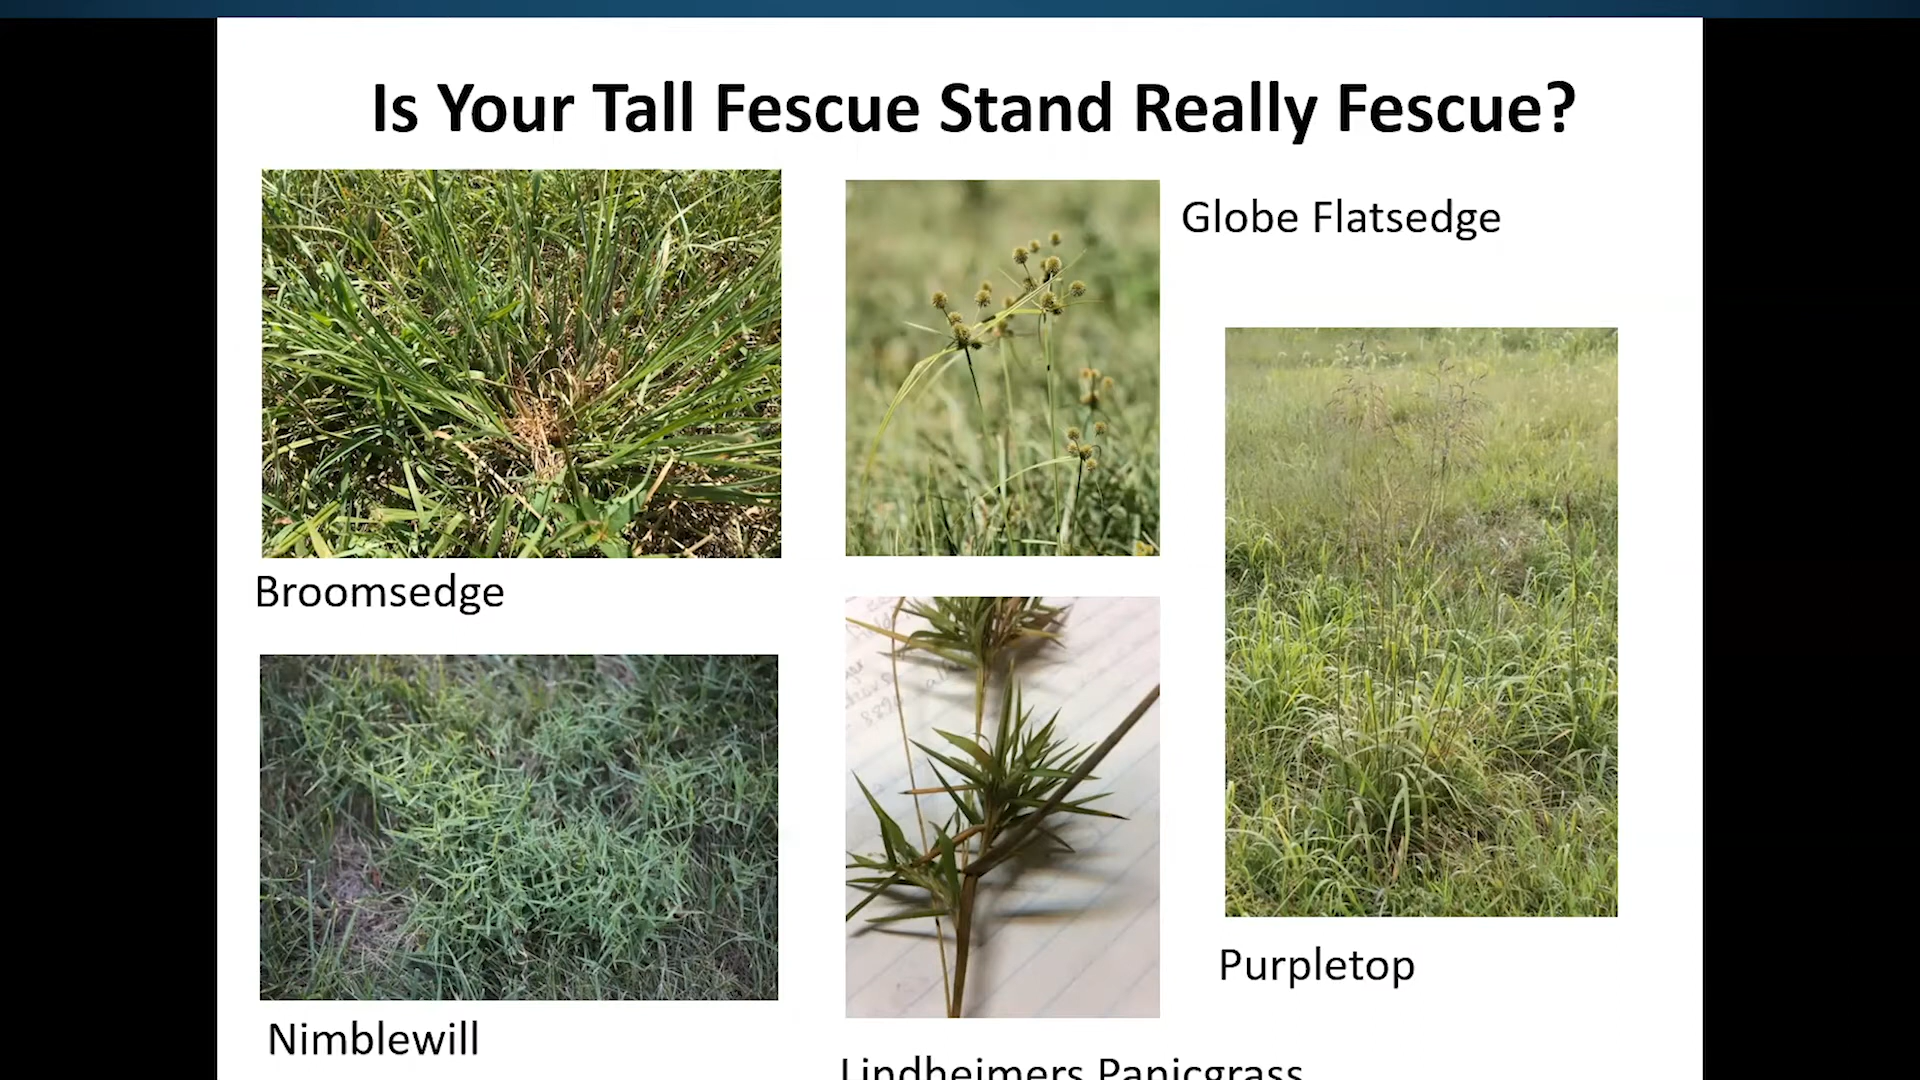 Is Your Tall Fescue Stand Really Fescue?
Globe Flatsedge
Broomsedge
Purpletop
Nimblewill
Lindheimers Panicgrass